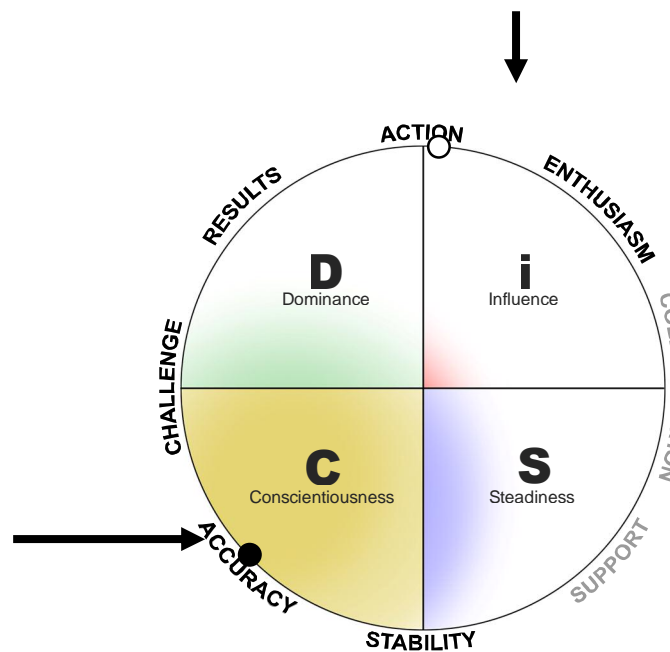 ACTION
RESULTS
ENTHUSIASM
D
Dominance
i
Influence
CHALLENGE
C
Conscientiousness
S
Steadiness
ACCURACY
SUPPORT
STABILITY